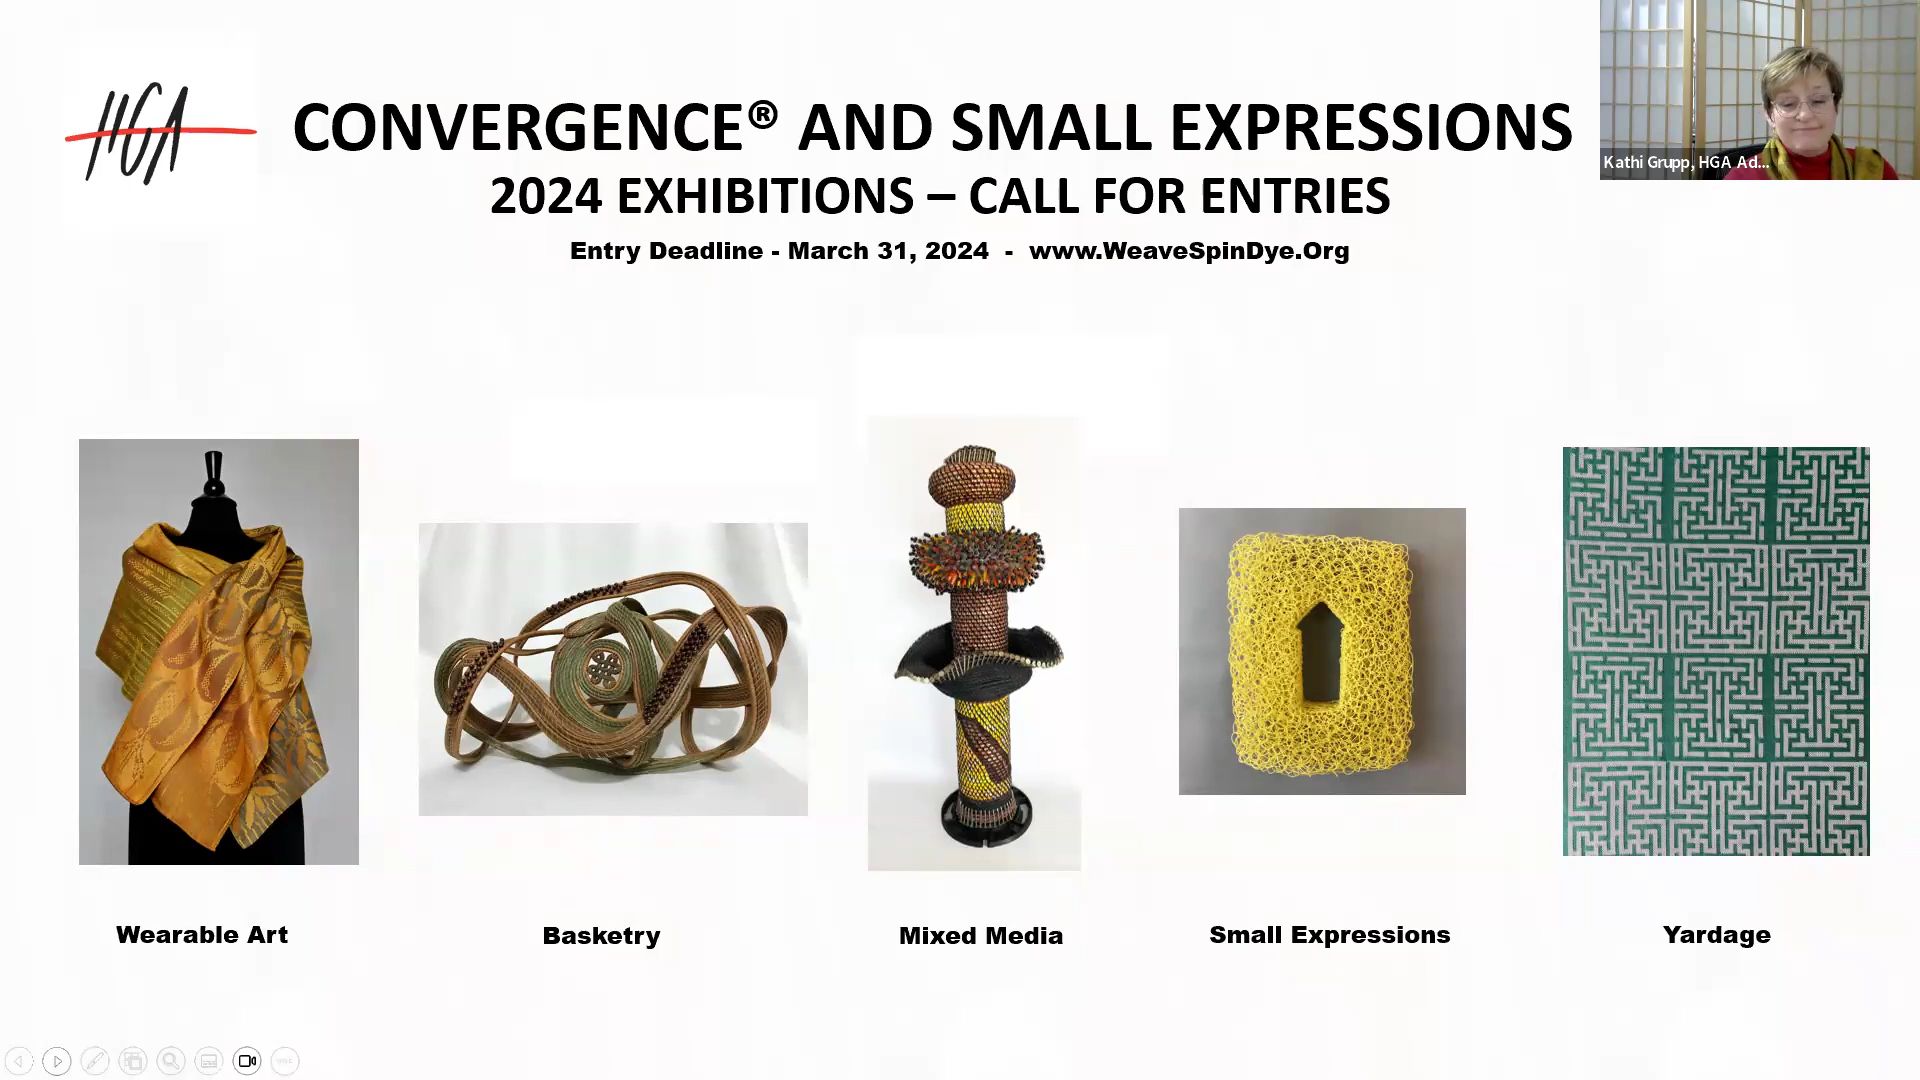 HGA
CONVERGENCE® AND SMALL EXPRESSIONS
2024 EXHIBITIONS – CALL FOR ENTRIES
Entry Deadline - March 31, 2024 - www.WeaveSpinDye.Org
Kathi Grupp, HGA Ad...
Wearable Art
Basketry
Mixed Media
Small Expressions
Yardage